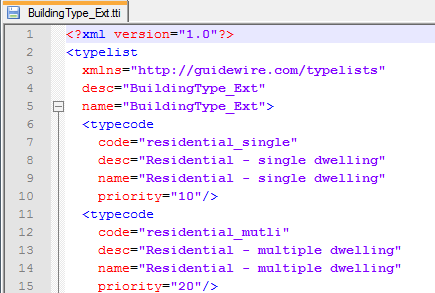 BuildingType_Ext.tti
1 <?xml version="1.0"?>
2 <typelist
3 xmlns="http://guidewire.com/typelists"
4 desc="BuildingType_Ext"
5 name="BuildingType_Ext">
6 <typecode
7 code="residential_single"
8 desc="Residential - single dwelling"
9 name="Residential - single dwelling"
10 priority="10"/>
11 <typecode
12 code="residential_mutli"
13 desc="Residential - multiple dwelling"
14 name="Residential - multiple dwelling"
15 priority="20"/>